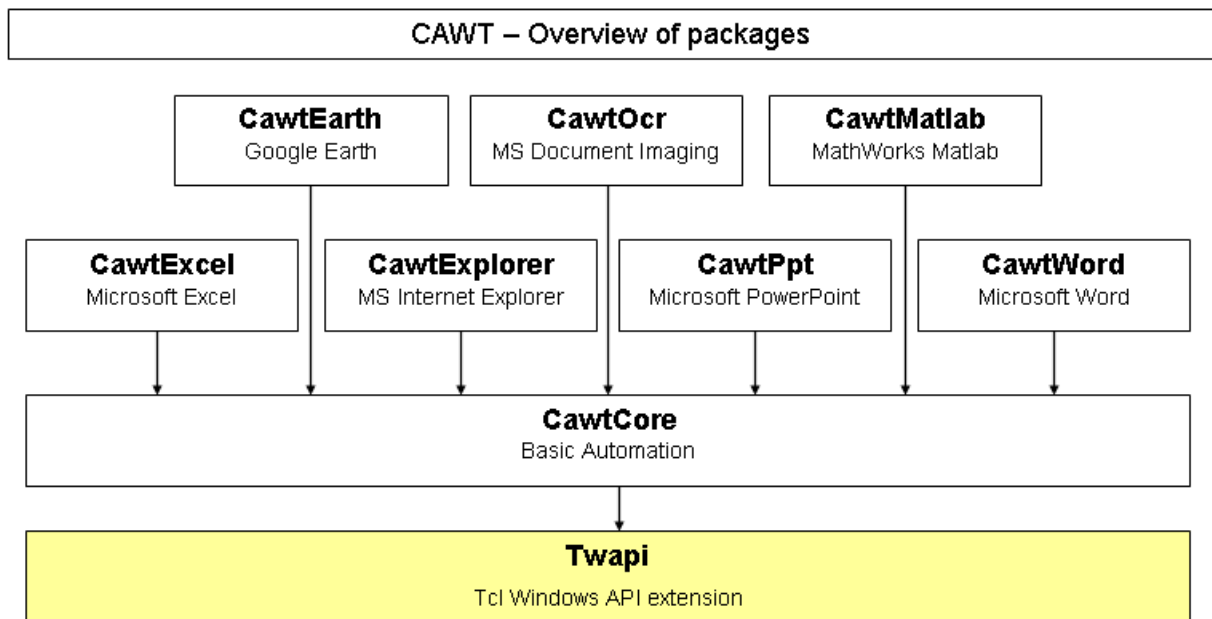 CAWT – Overview of packages
CawtEarth
Google Earth
CawtOcr
MS Document Imaging
CawtMatlab
MathWorks Matlab
CawtExcel
Microsoft Excel
CawtExplorer
MS Internet Explorer
CawtPpt
Microsoft PowerPoint
CawtWord
Microsoft Word
CawtCore
Basic Automation
Twapi
Tcl Windows API extension